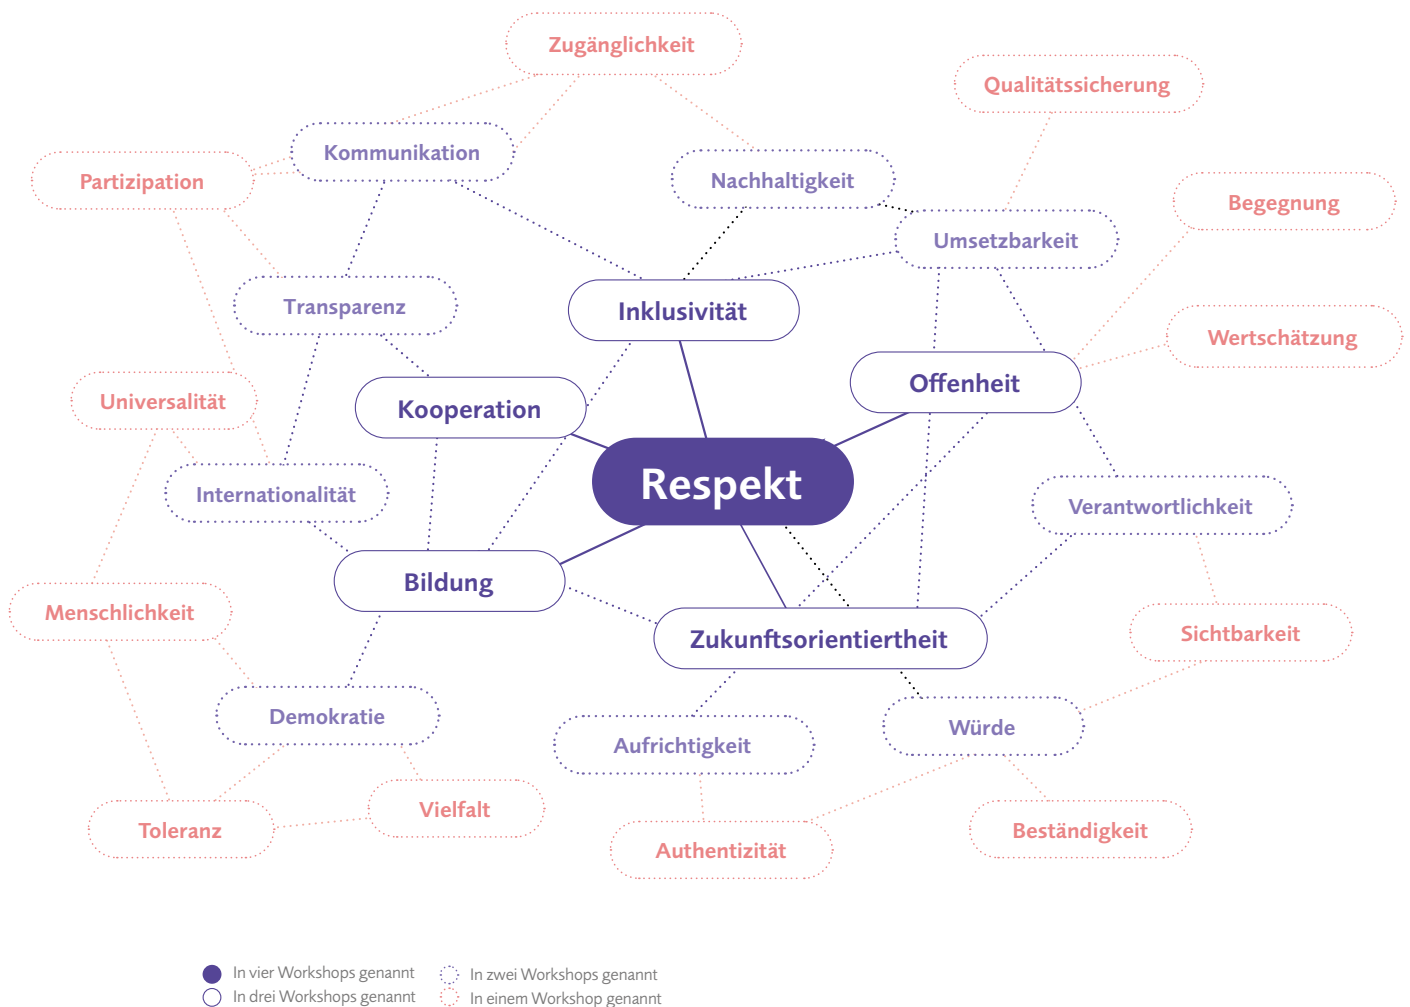 Zugänglichkeit
Qualitätssicherung
Kommunikation
Partizipation
Nachhaltigkeit
Begegnung
Umsetzbarkeit
Transparenz
Inklusivität
Wertschätzung
Offenheit
Universalität
Kooperation
Respekt
Internationalität
Verantwortlichkeit
Bildung
Menschlichkeit
Zukunftsorientiertheit
Sichtbarkeit
Demokratie
Aufrichtigkeit
Würde
Vielfalt
Toleranz
Authentizität
Beständigkeit
In vier Workshops genannt
In zwei Workshops genannt
In drei Workshops genannt
In einem Workshop genannt